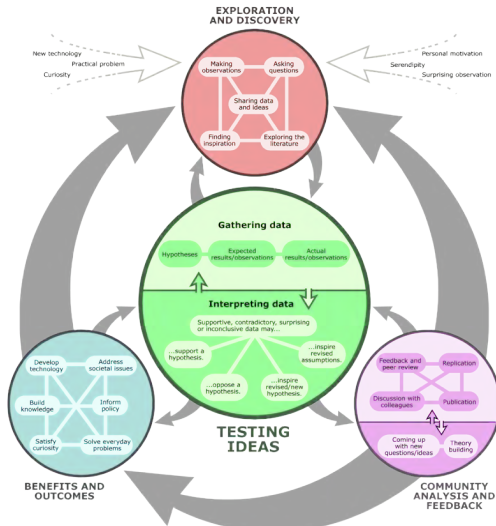 EXPLORATION
AND DISCOVERY
New technology
Practical problem
Curiosity
Personal motivation
Serendipity
Surprising observation
Making
observations
Asking
questions
Sharing data
and ideas
Finding
inspiration
Exploring the
literature
Gathering data
Hypotheses
Expected
results/observations
Actual
results/observations
Interpreting data
Supportive, contradictory, surprising
or inconclusive data may...
...support a
hypothesis.
...oppose a
hypothesis.
...inspire
revised/new
hypothesis.
...inspire
revised
assumptions.
TESTING
IDEAS
Develop
technology
Address
societal issues
Build
knowledge
Inform
policy
Satisfy
curiosity
Solve everyday
problems
BENEFITS AND
OUTCOMES
Feedback and
peer review
Replication
Discussion with
colleagues
Publication
Coming up
with new
questions/ideas
Theory
building
COMMUNITY
ANALYSIS AND
FEEDBACK